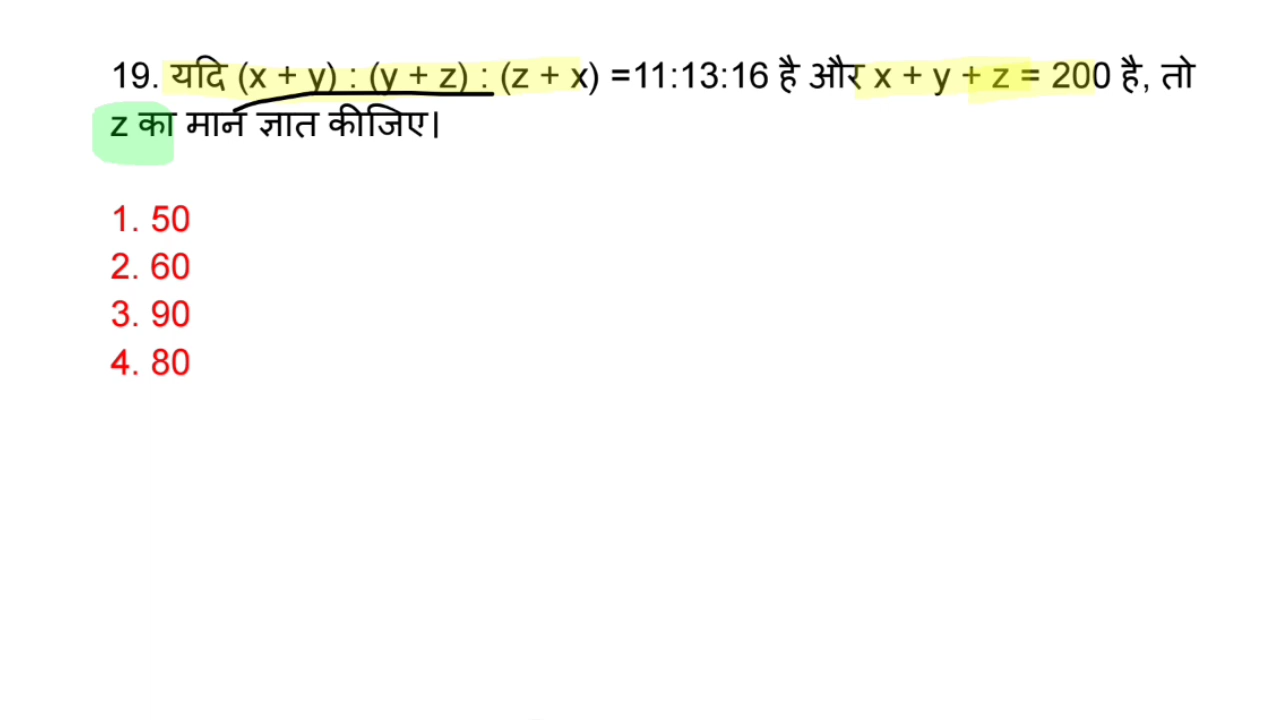 19. यदि (x + y) : (y + z) : (z + x) =11:13:16 है और x + y + z = 200 है, तो
z का मान ज्ञात कीजिए।
1. 50
2. 60
3. 90
4. 80